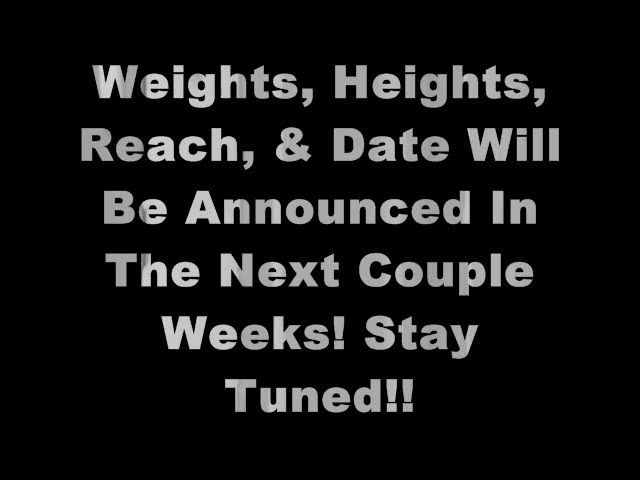 Weights, Heights,
Reach, & Date Will
Be Announced In
The Next Couple
Weeks! Stay
Tuned!!